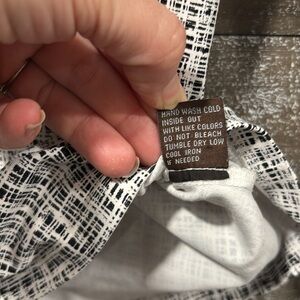 HAND WASH COLD
INSIDE OUT
WITH LIKE COLORS
DO NOT BLEACH
TUMBLE DRY LOW
COOL IRON
IF NEEDED